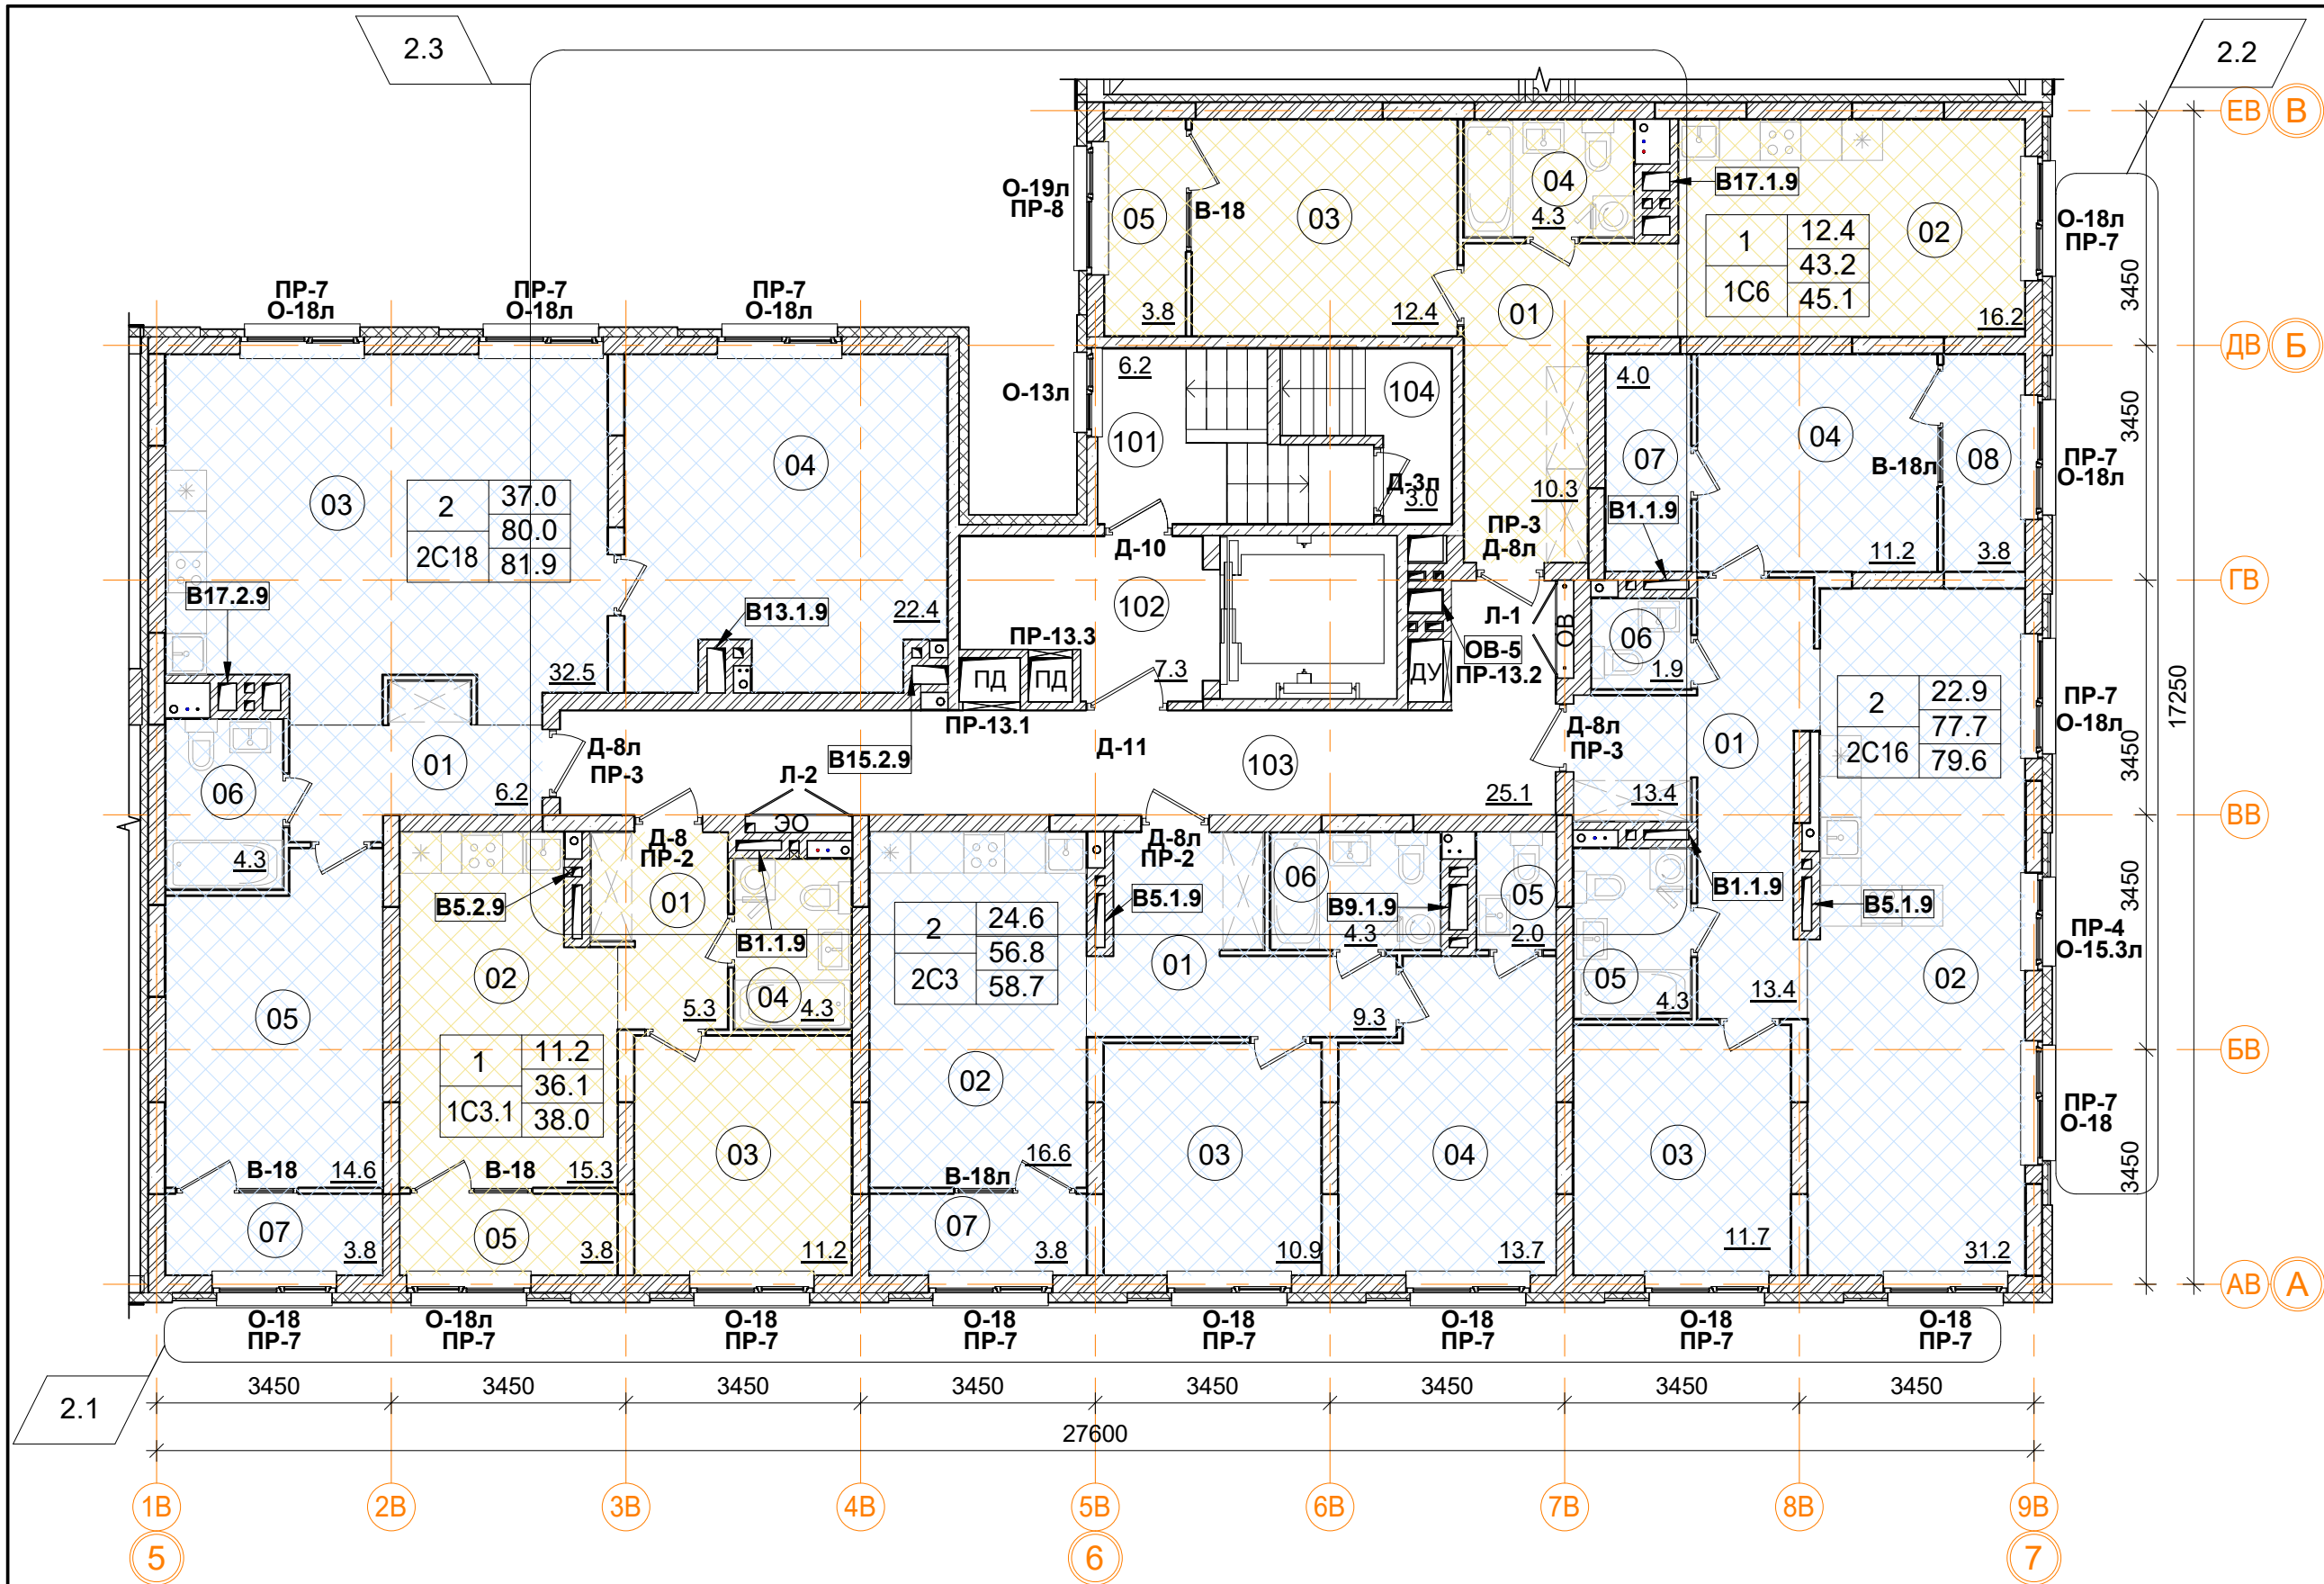 2.3
2.2
ЕВ В
О-19л
ПР-8
05
В-18
03
04
4.3
В17.1.9
1 12.4
43.2
1С6 45.1
02
О-18л
ПР-7
3450
ПР-7
О-18л
ПР-7
О-18л
ПР-7
О-18л
3.8
12.4
01
16.2
ДВ Б
О-13л
6.2
104
101
4.0
04
07
В-18л
08
ПР-7
О-18л
3450
03
2 37.0
80.0
2С18 81.9
04
Д-3л
3.0
10.3
В1.1.9
ПР-3
Д-8л
Д-10
11.2
3.8
ГВ
В17.2.9
В13.1.9
22.4
102
Л-1
ОВ
06
ПР-13.3
ОВ-5
ПР-13.2
ДУ
32.5
ПД
ПД
7.3
1.9
2 22.9
77.7
2С16 79.6
ПР-7
О-18л
17250
ПР-13.1
01
Д-8л
ПР-3
В15.2.9
Д-11
103
Д-8л
ПР-3
01
3450
06
6.2
Л-2
25.1
13.4
ВВ
ЭО
4.3
Д-8
ПР-2
Д-8л
ПР-2
В5.2.9
01
В1.1.9
В5.1.9
06
В9.1.9
05
В1.1.9
В5.1.9
3450
2 24.6
56.8
2С3 58.7
4.3
2.0
ПР-4
О-15.3л
02
04
4.3
01
05
4.3
13.4
02
05
5.3
9.3
1 11.2
36.1
1С3.1 38.0
БВ
02
03
03
04
03
ПР-7
О-18
3450
В-18
14.6
В-18
15.3
16.6
В-18л
07
3.8
05
3.8
11.2
07
3.8
10.9
13.7
11.7
31.2
АВ А
О-18
ПР-7
О-18л
ПР-7
О-18
ПР-7
О-18
ПР-7
О-18
ПР-7
О-18
ПР-7
О-18
ПР-7
О-18
ПР-7
2.1
3450 3450 3450 3450 3450 3450 3450 3450
27600
1В 2В 3В 4В 5В 6В 7В 8В 9В
5 6 7